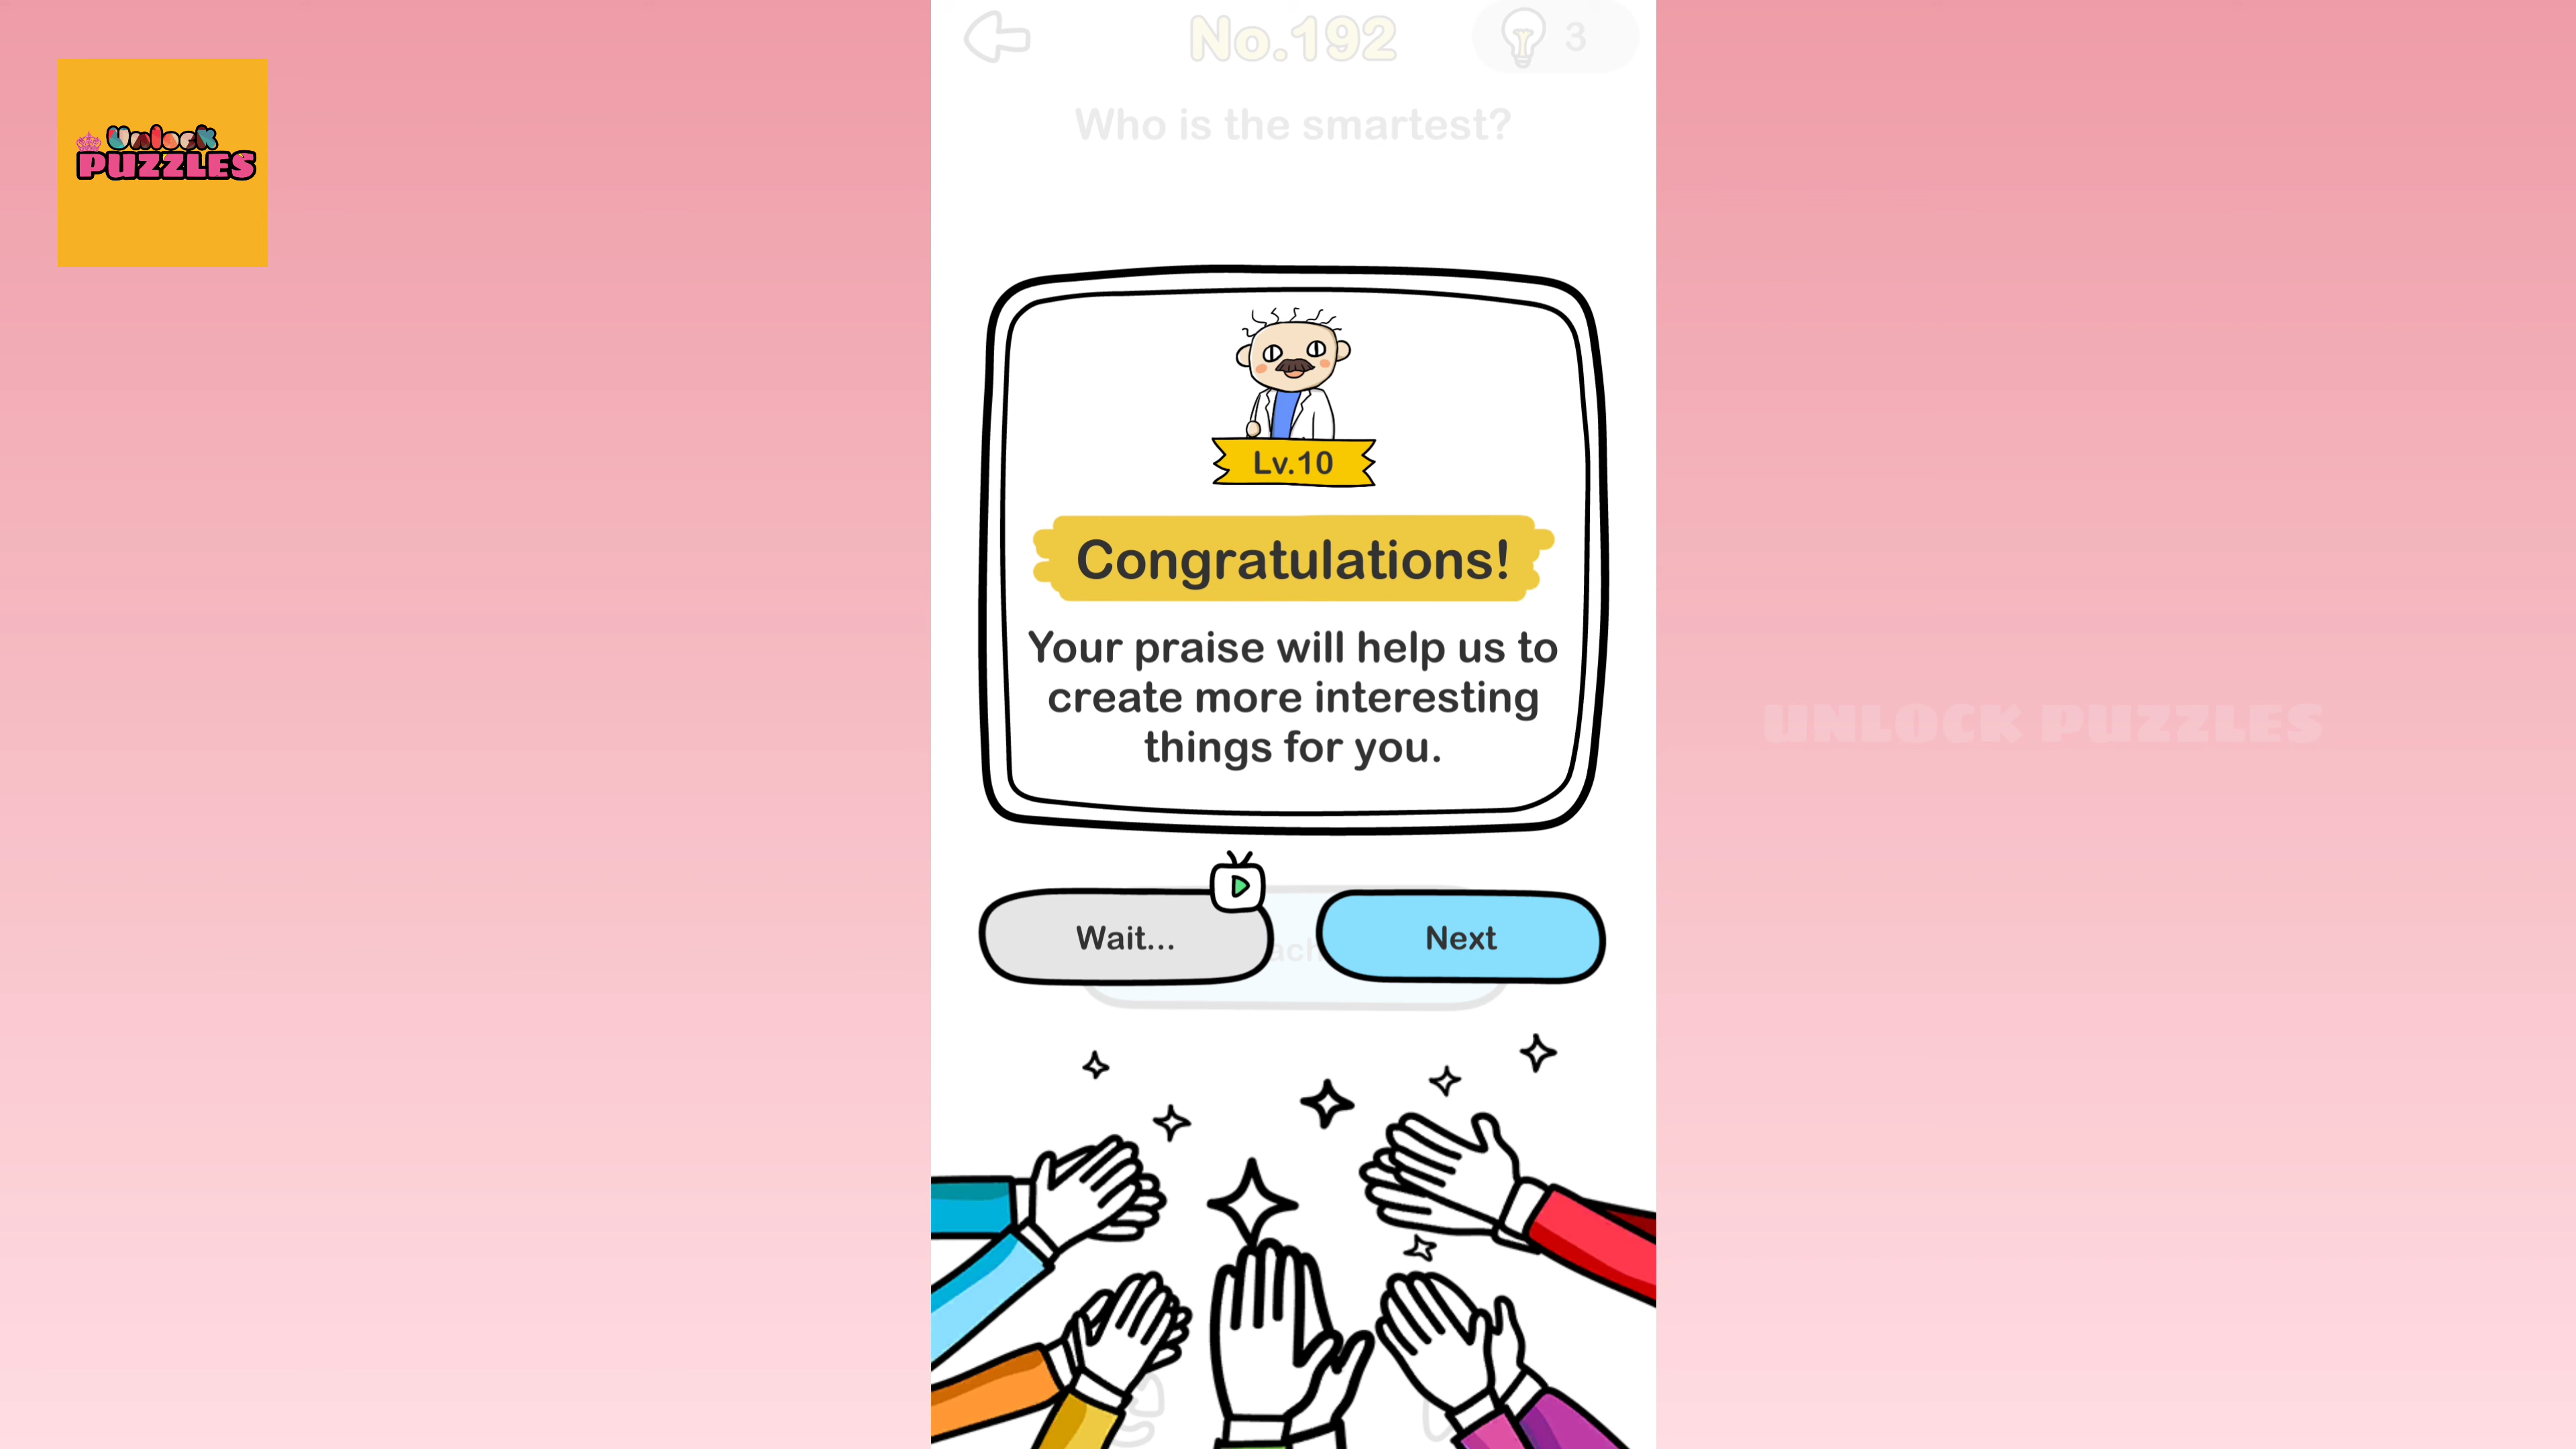 Unlock
PUZZLES
No.192
3
Who is the smartest?
Lv.10
Congratulations!
Your praise will help us to
create more interesting
things for you.
Wait...
Next
UNLOCK PUZZLES